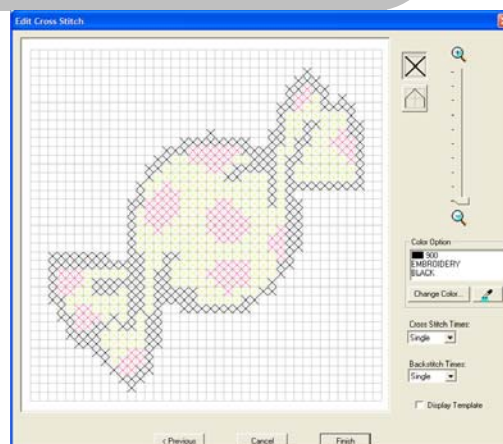 Edit Cross Stitch
Color Option
900
EMBROIDERY
BLACK
Change Color...
Cross Stitch Times:
Single
Backstitch Times:
Single
Display Template
< Previous
Cancel
Finish